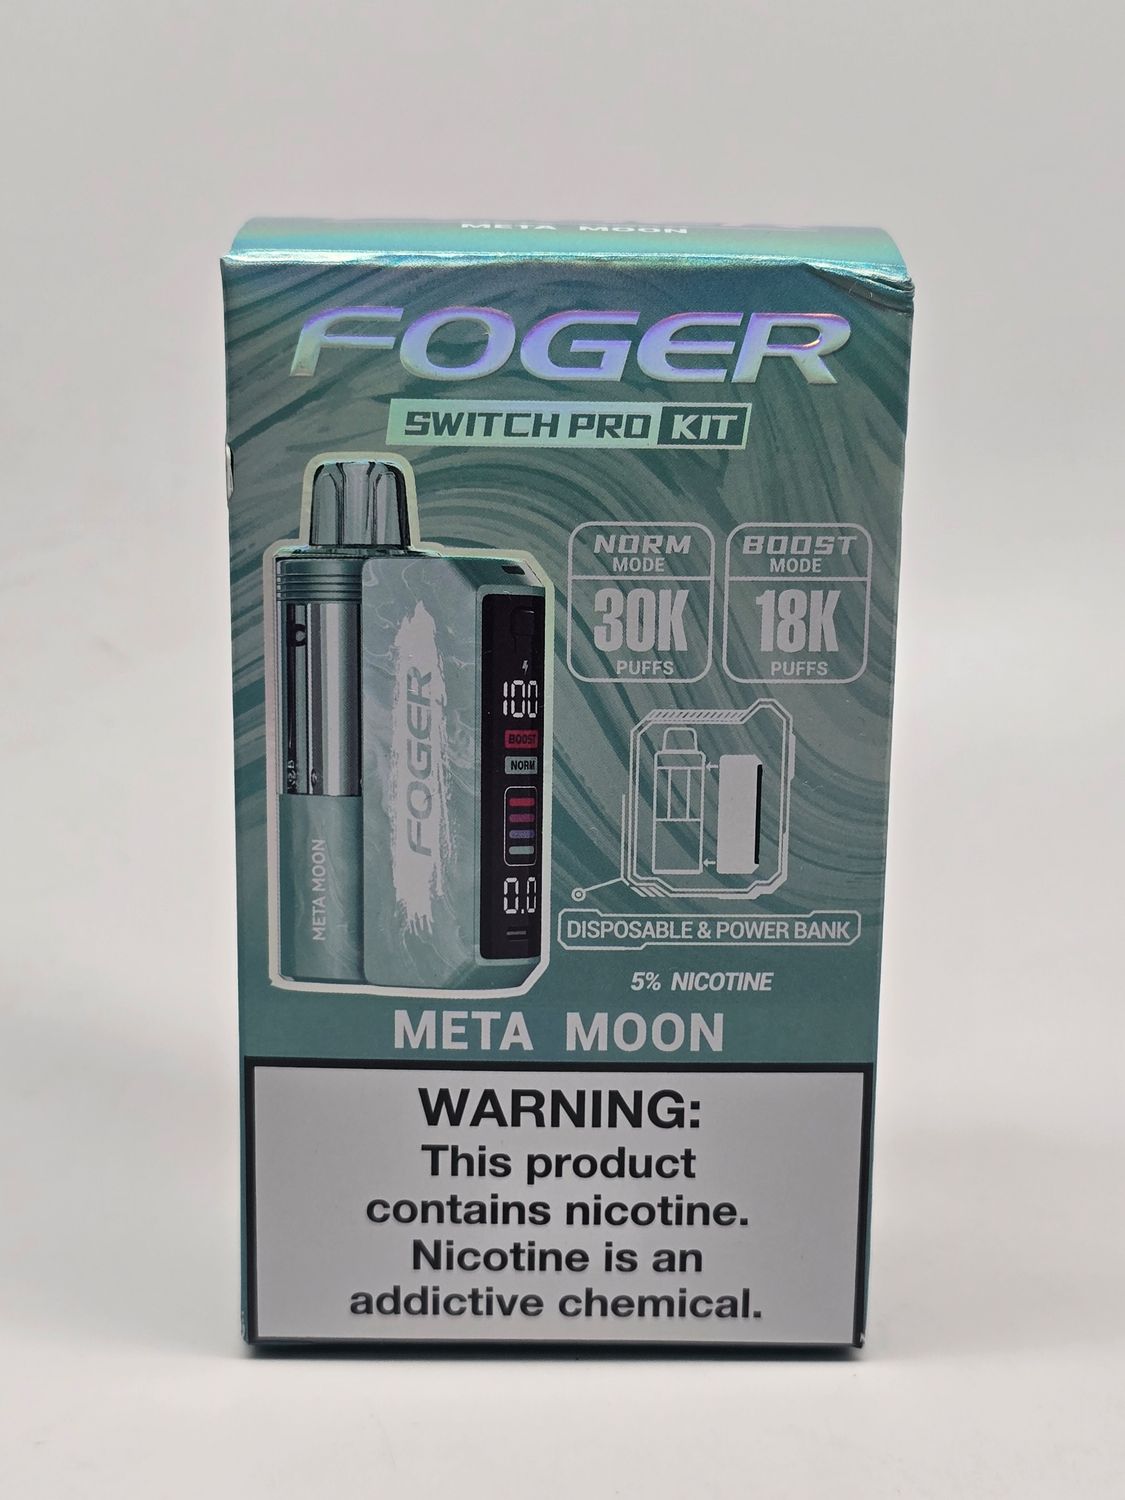 META MOON
FOGER
SWITCH PRO KIT
NORM
MODE
30K
PUFFS
BOOST
MODE
18K
PUFFS
100
BOOST
NORM
0.0
FOGER
META MOON
DISPOSABLE & POWER BANK
5% NICOTINE
META MOON
WARNING:
This product
contains nicotine.
Nicotine is an
addictive chemical.